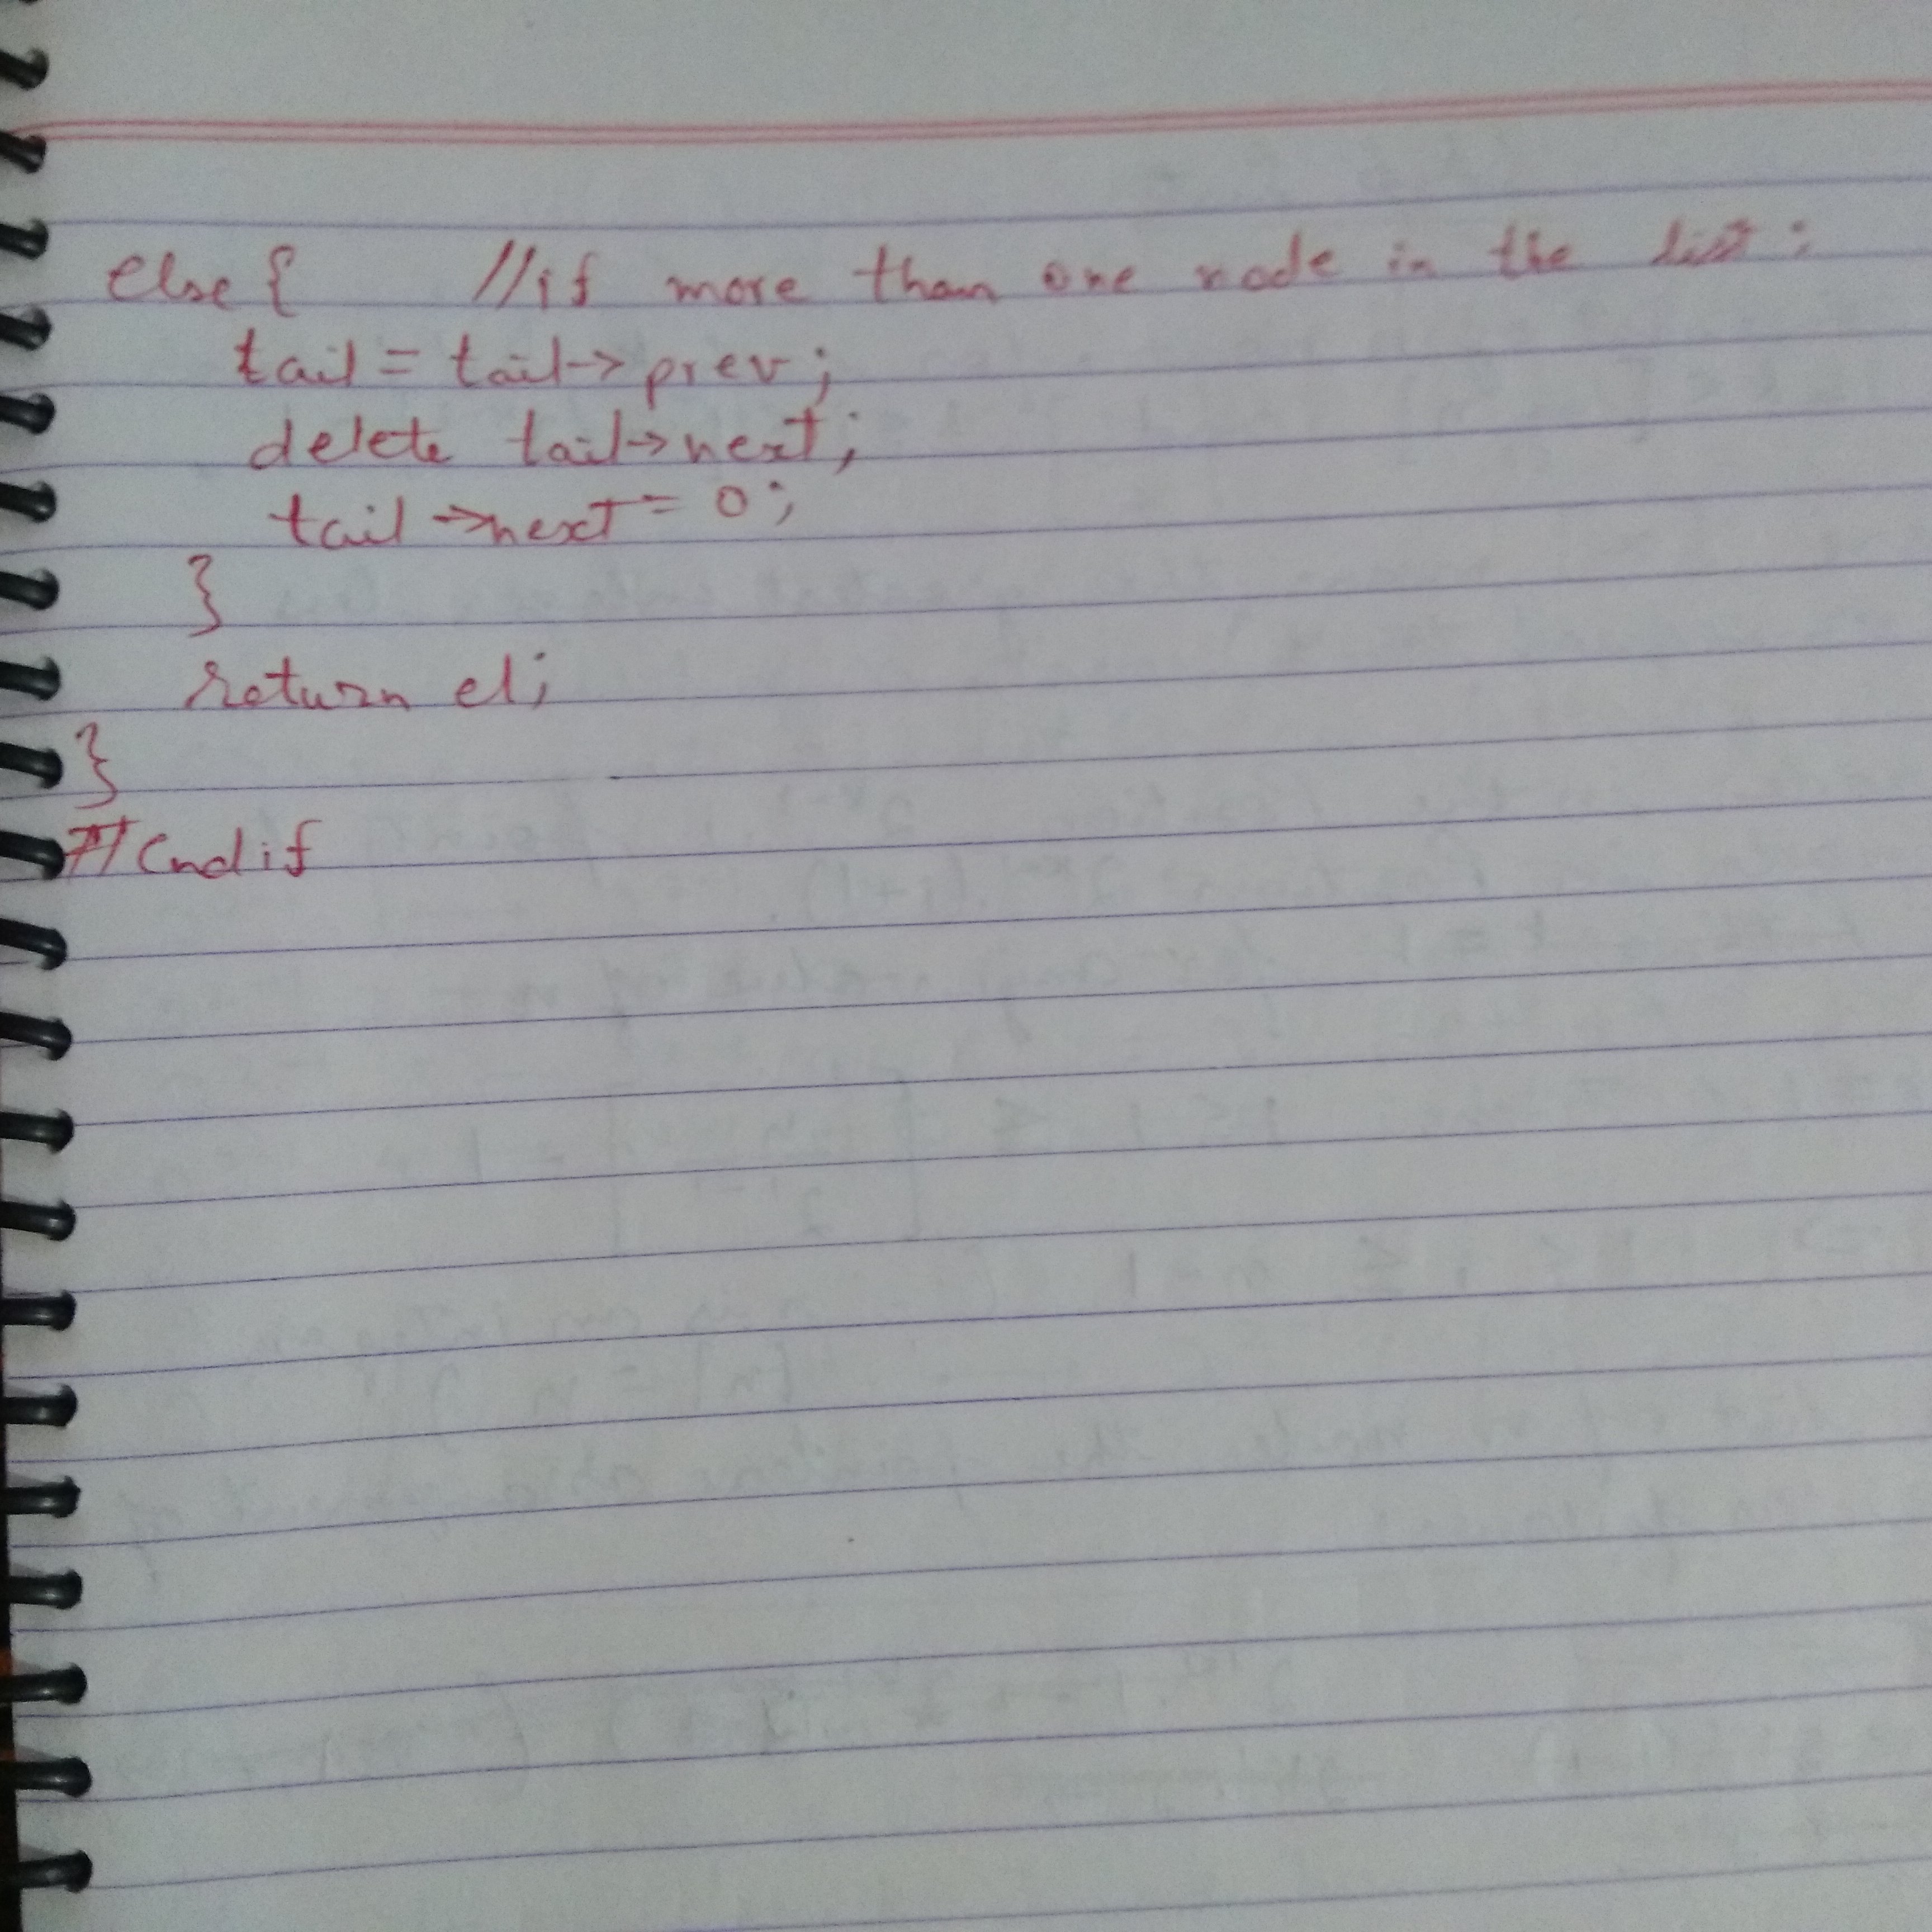 else {    //if more than one node in the list;
tail = tail->prev;
delete tail->next;
tail->next = 0;
}
return el;
}
#endif